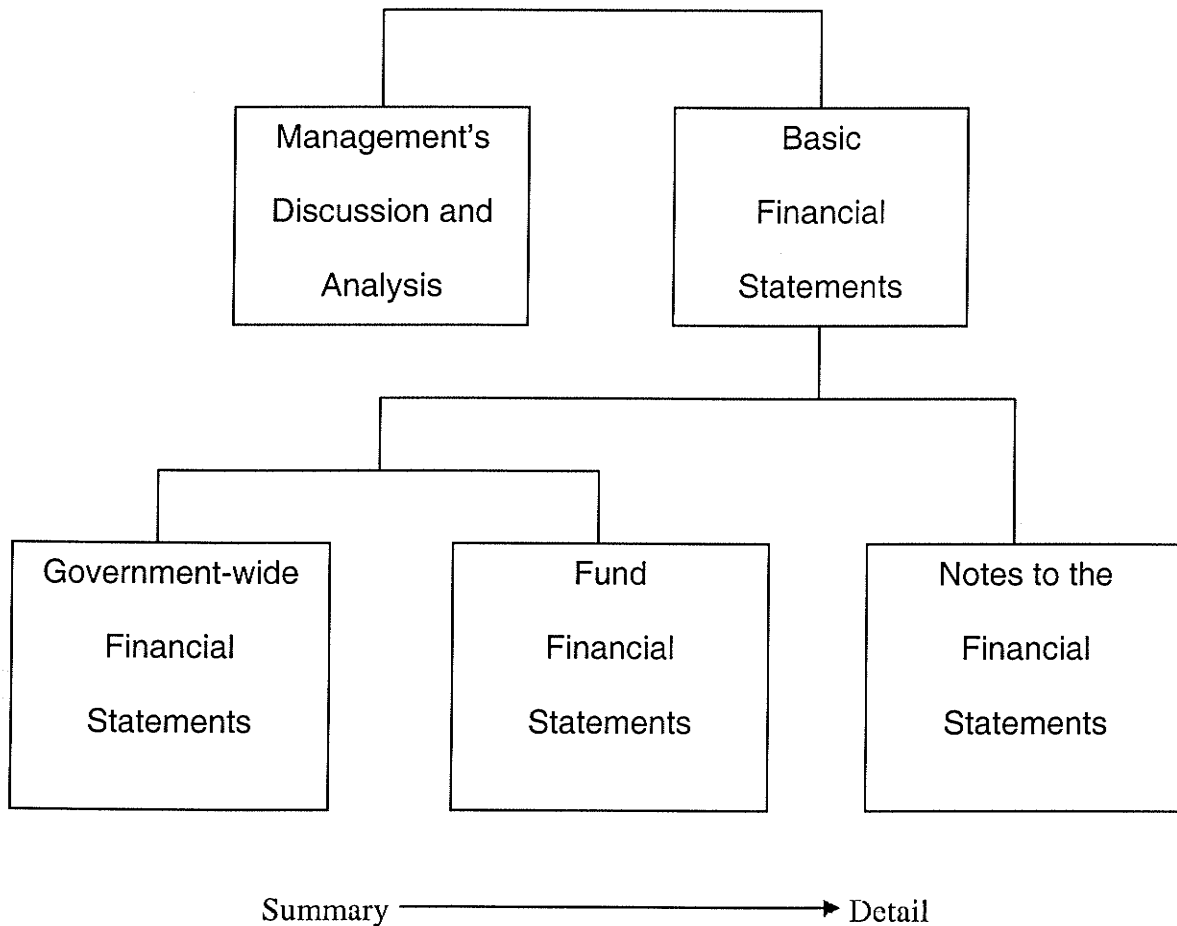 Management's
Discussion and
Analysis
Basic
Financial
Statements
Government-wide
Financial
Statements
Fund
Financial
Statements
Notes to the
Financial
Statements
Summary
Detail